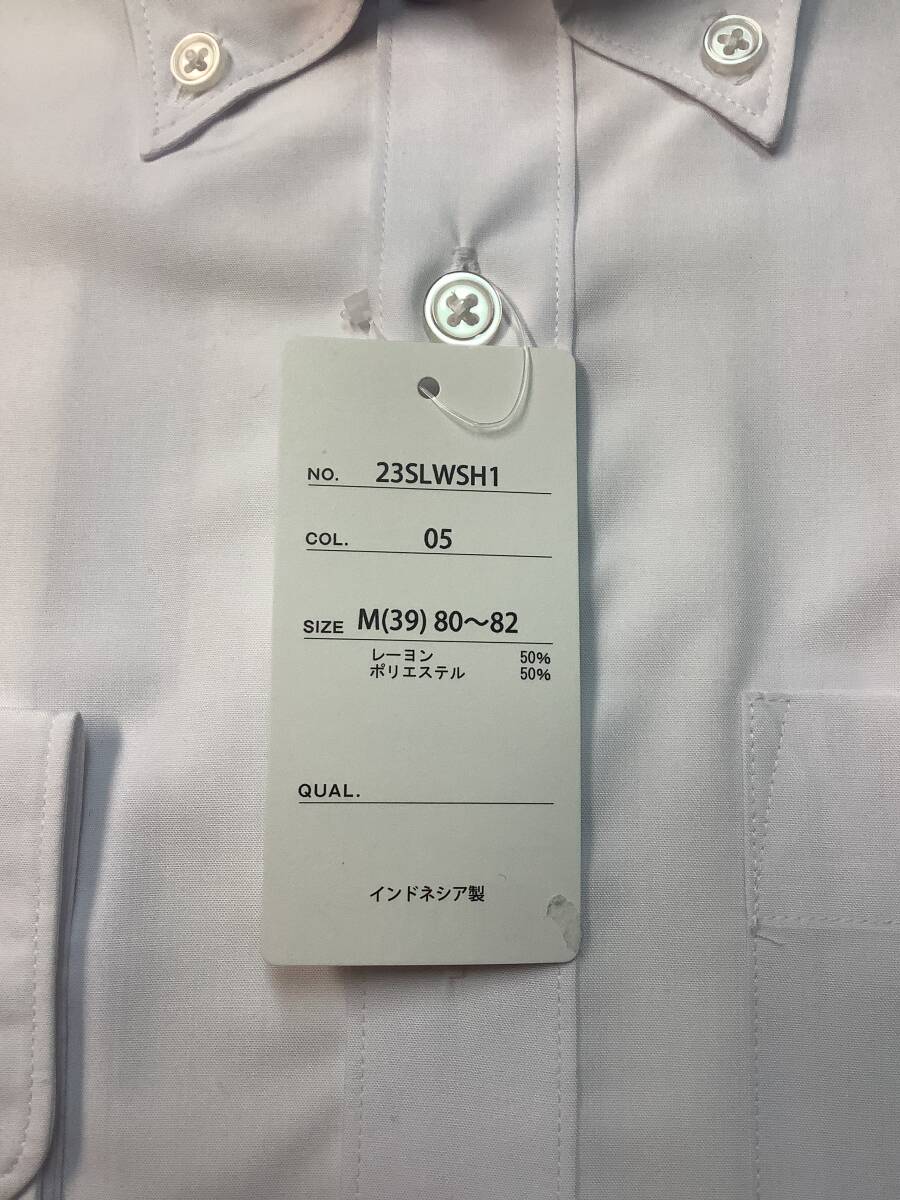 NO. 23SLWSH1
COL. 05
SIZE M(39) 80〜82
レーヨン 50%
ポリエステル 50%
QUAL.
インドネシア製